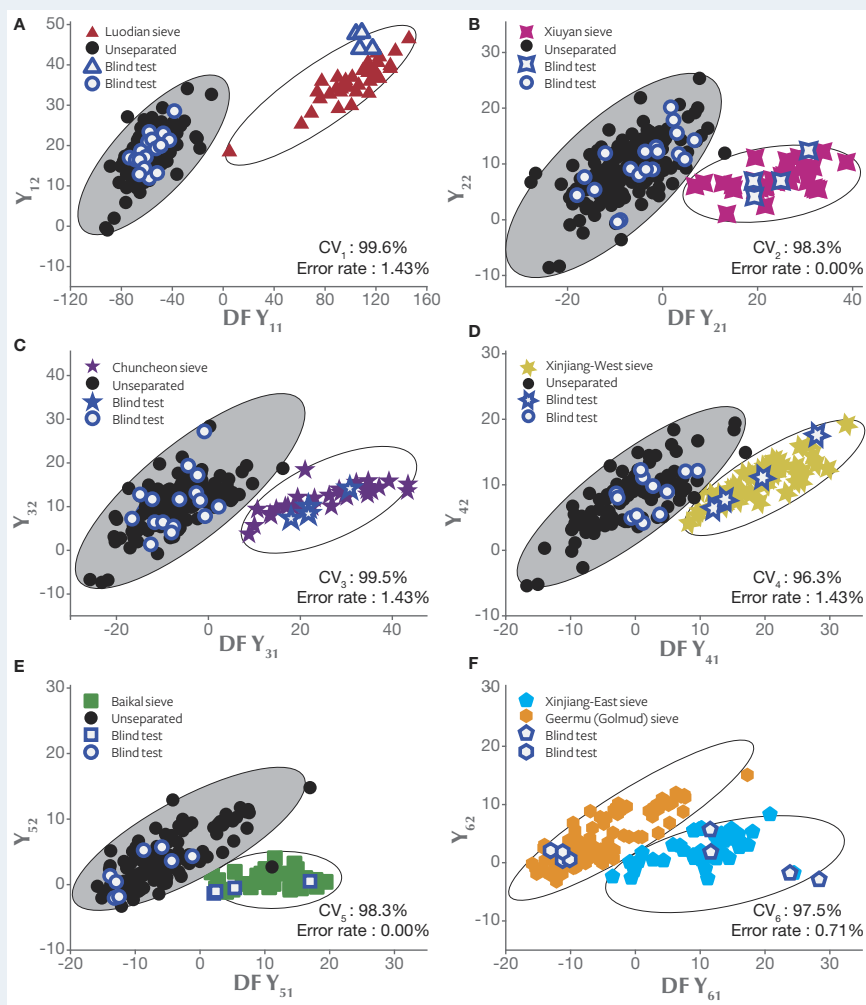 A
Luodian sieve
Unseparated
Blind test
Blind test
50
40
30
20
10
0
-10
Y12
-120
-80
-40
0
40
80
120
160
DF Y11
CV1 : 99.6%
Error rate : 1.43%
B
Xiuyan sieve
Unseparated
Blind test
Blind test
30
20
10
0
-10
Y22
-20
0
20
40
DF Y21
CV2 : 98.3%
Error rate : 0.00%
C
Chuncheon sieve
Unseparated
Blind test
Blind test
30
20
10
0
-10
Y32
-20
0
20
40
DF Y31
CV3 : 99.5%
Error rate : 1.43%
D
Xinjiang-West sieve
Unseparated
Blind test
Blind test
30
20
10
0
-10
Y42
-20
-10
0
10
20
30
DF Y41
CV4 : 96.3%
Error rate : 1.43%
E
Baikal sieve
Unseparated
Blind test
Blind test
30
20
10
0
-10
Y52
-20
-10
0
10
20
30
DF Y51
CV5 : 98.3%
Error rate : 0.00%
F
Xinjiang-East sieve
Geermu (Golmud) sieve
Blind test
Blind test
30
20
10
0
-10
Y62
-20
-10
0
10
20
30
DF Y61
CV6 : 97.5%
Error rate : 0.71%